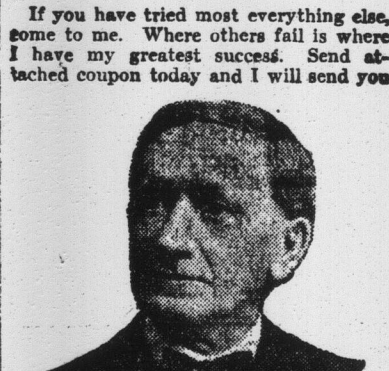 If you have tried most everything else,
come to me. Where others fail is where
I have my greatest success. Send at-
tached coupon today and I will send you